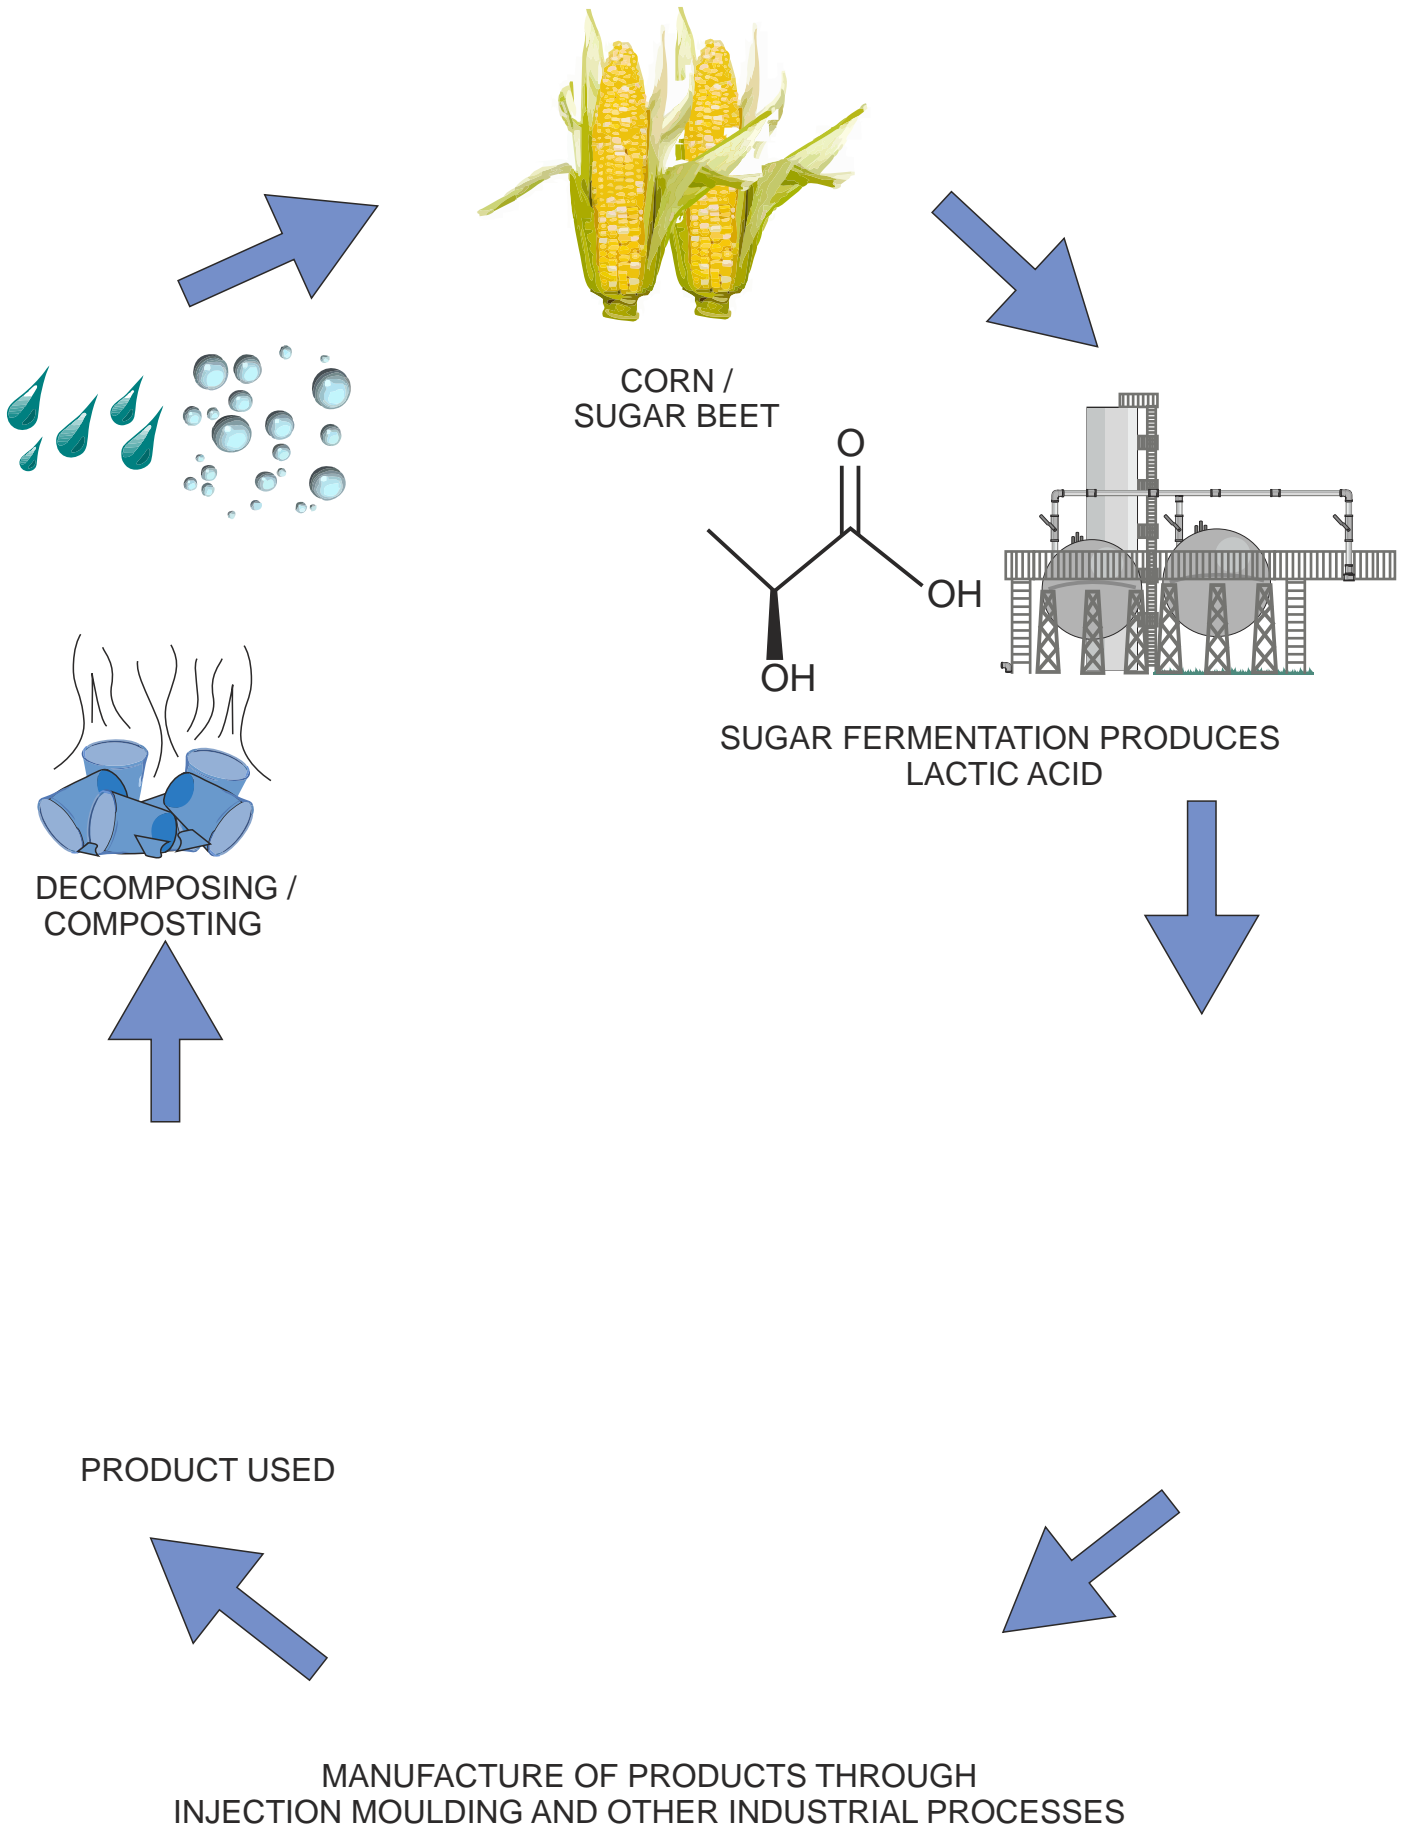 CORN /
SUGAR BEET
O
OH
OH
SUGAR FERMENTATION PRODUCES
LACTIC ACID
DECOMPOSING /
COMPOSTING
PRODUCT USED
MANUFACTURE OF PRODUCTS THROUGH
INJECTION MOULDING AND OTHER INDUSTRIAL PROCESSES